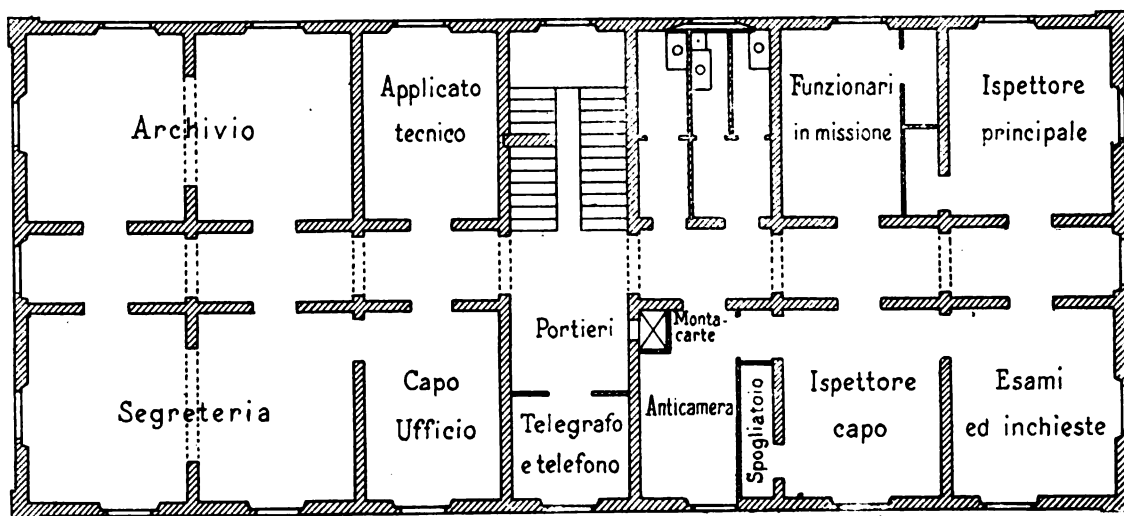 Archivio
Applicato
tecnico
Funzionari
in missione
Ispettore
principale
Portieri
Monta-
carte
Segreteria
Capo
Ufficio
Telegrafo
e telefono
Anticamera
Spogliatoio
Ispettore
capo
Esami
ed inchieste